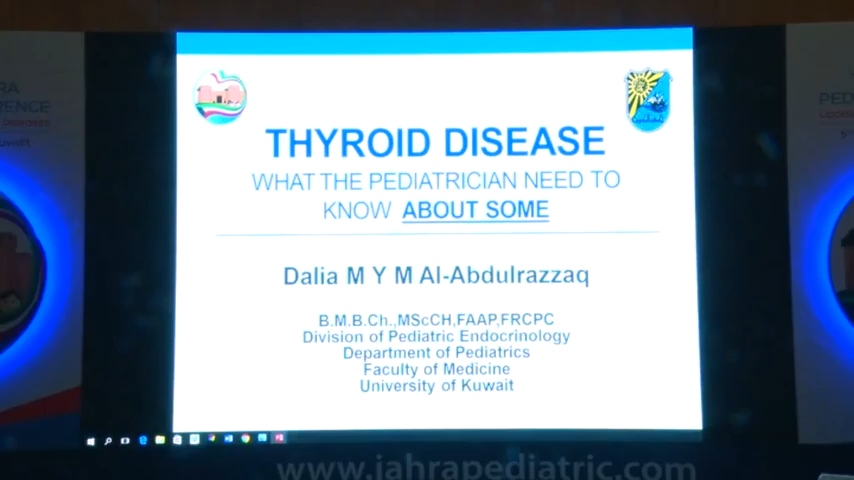 THYROID DISEASE
WHAT THE PEDIATRICIAN NEED TO
KNOW ABOUT SOME
Dalia M Y M Al-Abdulrazzaq
B.M.B.Ch.,MScCH,FAAP,FRCPC
Division of Pediatric Endocrinology
Department of Pediatrics
Faculty of Medicine
University of Kuwait
www.jahrapediatric.com